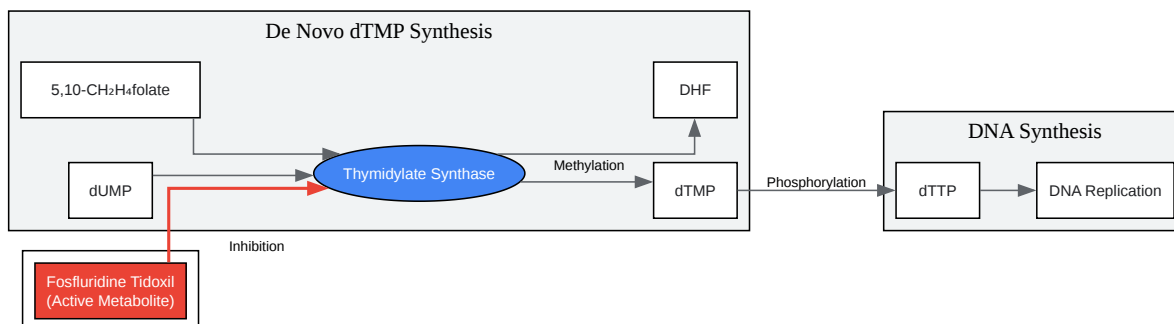 De Novo dTMP Synthesis
5,10-CH₂H₄folate
DHF
DNA Synthesis
Thymidylate Synthase
Methylation
dUMP
dTMP
Phosphorylation
dTTP
DNA Replication
Inhibition
Fosfluridine Tidoxil
(Active Metabolite)